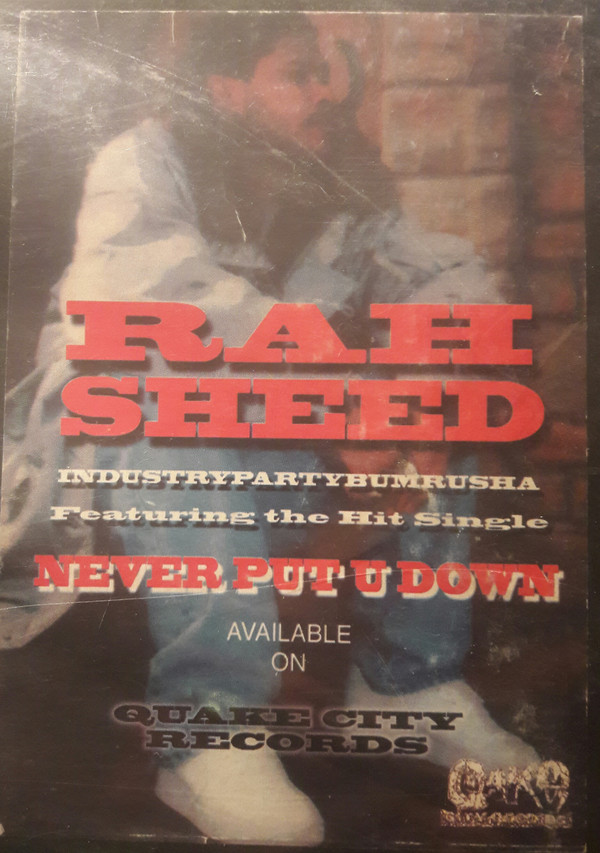 RAH
SHEED
INDUSTRYPARTYBUMRUSHA
Featuring the Hit Single
NEVER PUT U DOWN
AVAILABLE
ON
QUAKE CITY
RECORDS